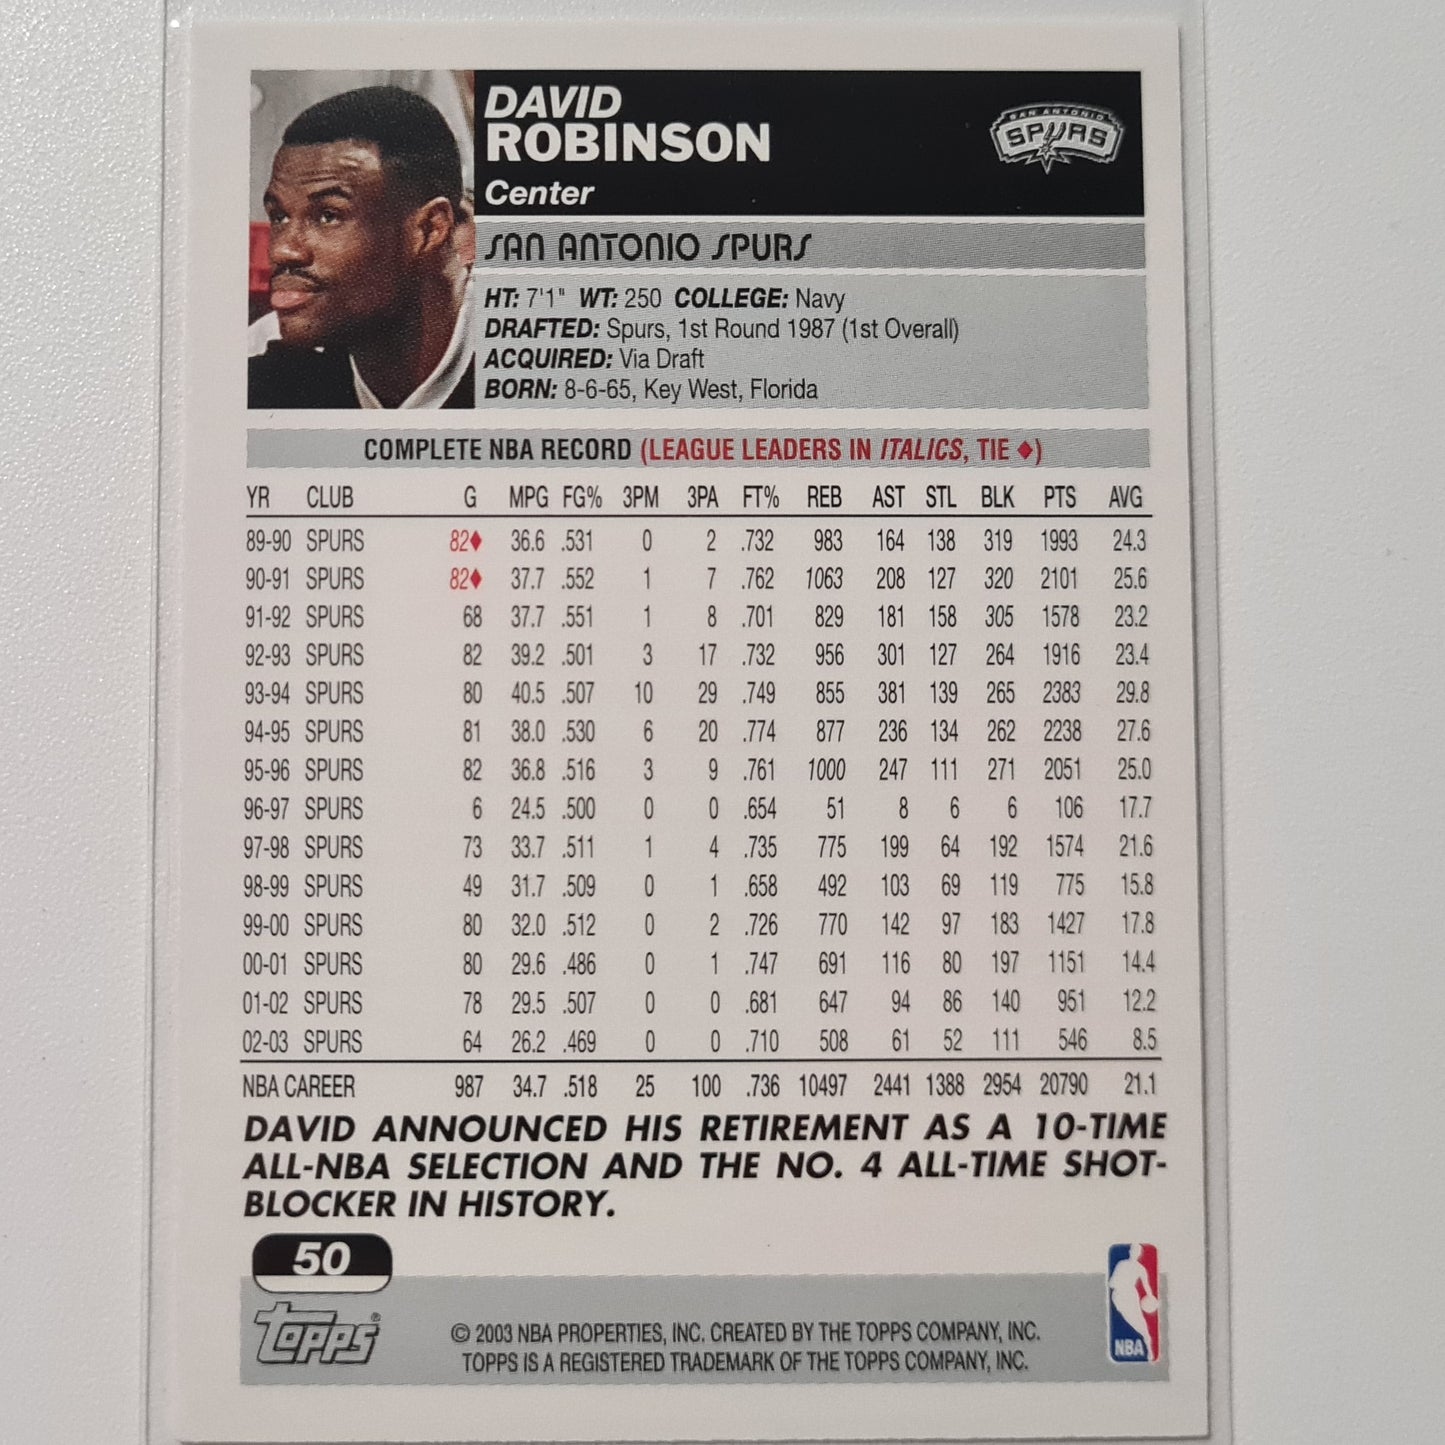 DAVID
ROBINSON
Center
SAN ANTONIO
SPURS
SAN ANTONIO SPURS
HT: 7'1" WT: 250 COLLEGE: Navy
DRAFTED: Spurs, 1st Round 1987 (1st Overall)
ACQUIRED: Via Draft
BORN: 8-6-65, Key West, Florida
COMPLETE NBA RECORD (LEAGUE LEADERS IN ITALICS, TIE ♦)
YR CLUB G MPG FG% 3PM 3PA FT% REB AST STL BLK PTS AVG
89-90 SPURS 82♦ 36.6 .531 0 2 .732 983 164 138 319 1993 24.3
90-91 SPURS 82♦ 37.7 .552 1 7 .762 1063 208 127 320 2101 25.6
91-92 SPURS 68 37.7 .551 1 8 .701 829 181 158 305 1578 23.2
92-93 SPURS 82 39.2 .501 3 17 .732 956 301 127 264 1916 23.4
93-94 SPURS 80 40.5 .507 10 29 .749 855 381 139 265 2383 29.8
94-95 SPURS 81 38.0 .530 6 20 .774 877 236 134 262 2238 27.6
95-96 SPURS 82 36.8 .516 3 9 .761 1000 247 111 271 2051 25.0
96-97 SPURS 6 24.5 .500 0 0 .654 51 8 6 6 106 17.7
97-98 SPURS 73 33.7 .511 1 4 .735 775 199 64 192 1574 21.6
98-99 SPURS 49 31.7 .509 0 1 .658 492 103 69 119 775 15.8
99-00 SPURS 80 32.0 .512 0 2 .726 770 142 97 183 1427 17.8
00-01 SPURS 80 29.6 .486 0 1 .747 691 116 80 197 1151 14.4
01-02 SPURS 78 29.5 .507 0 0 .681 647 94 86 140 951 12.2
02-03 SPURS 64 26.2 .469 0 0 .710 508 61 52 111 546 8.5
NBA CAREER 987 34.7 .518 25 100 .736 10497 2441 1388 2954 20790 21.1
DAVID ANNOUNCED HIS RETIREMENT AS A 10-TIME
ALL-NBA SELECTION AND THE NO. 4 ALL-TIME SHOT-
BLOCKER IN HISTORY.
50
Topps®
© 2003 NBA PROPERTIES, INC. CREATED BY THE TOPPS COMPANY, INC.
TOPPS IS A REGISTERED TRADEMARK OF THE TOPPS COMPANY, INC.
NBA